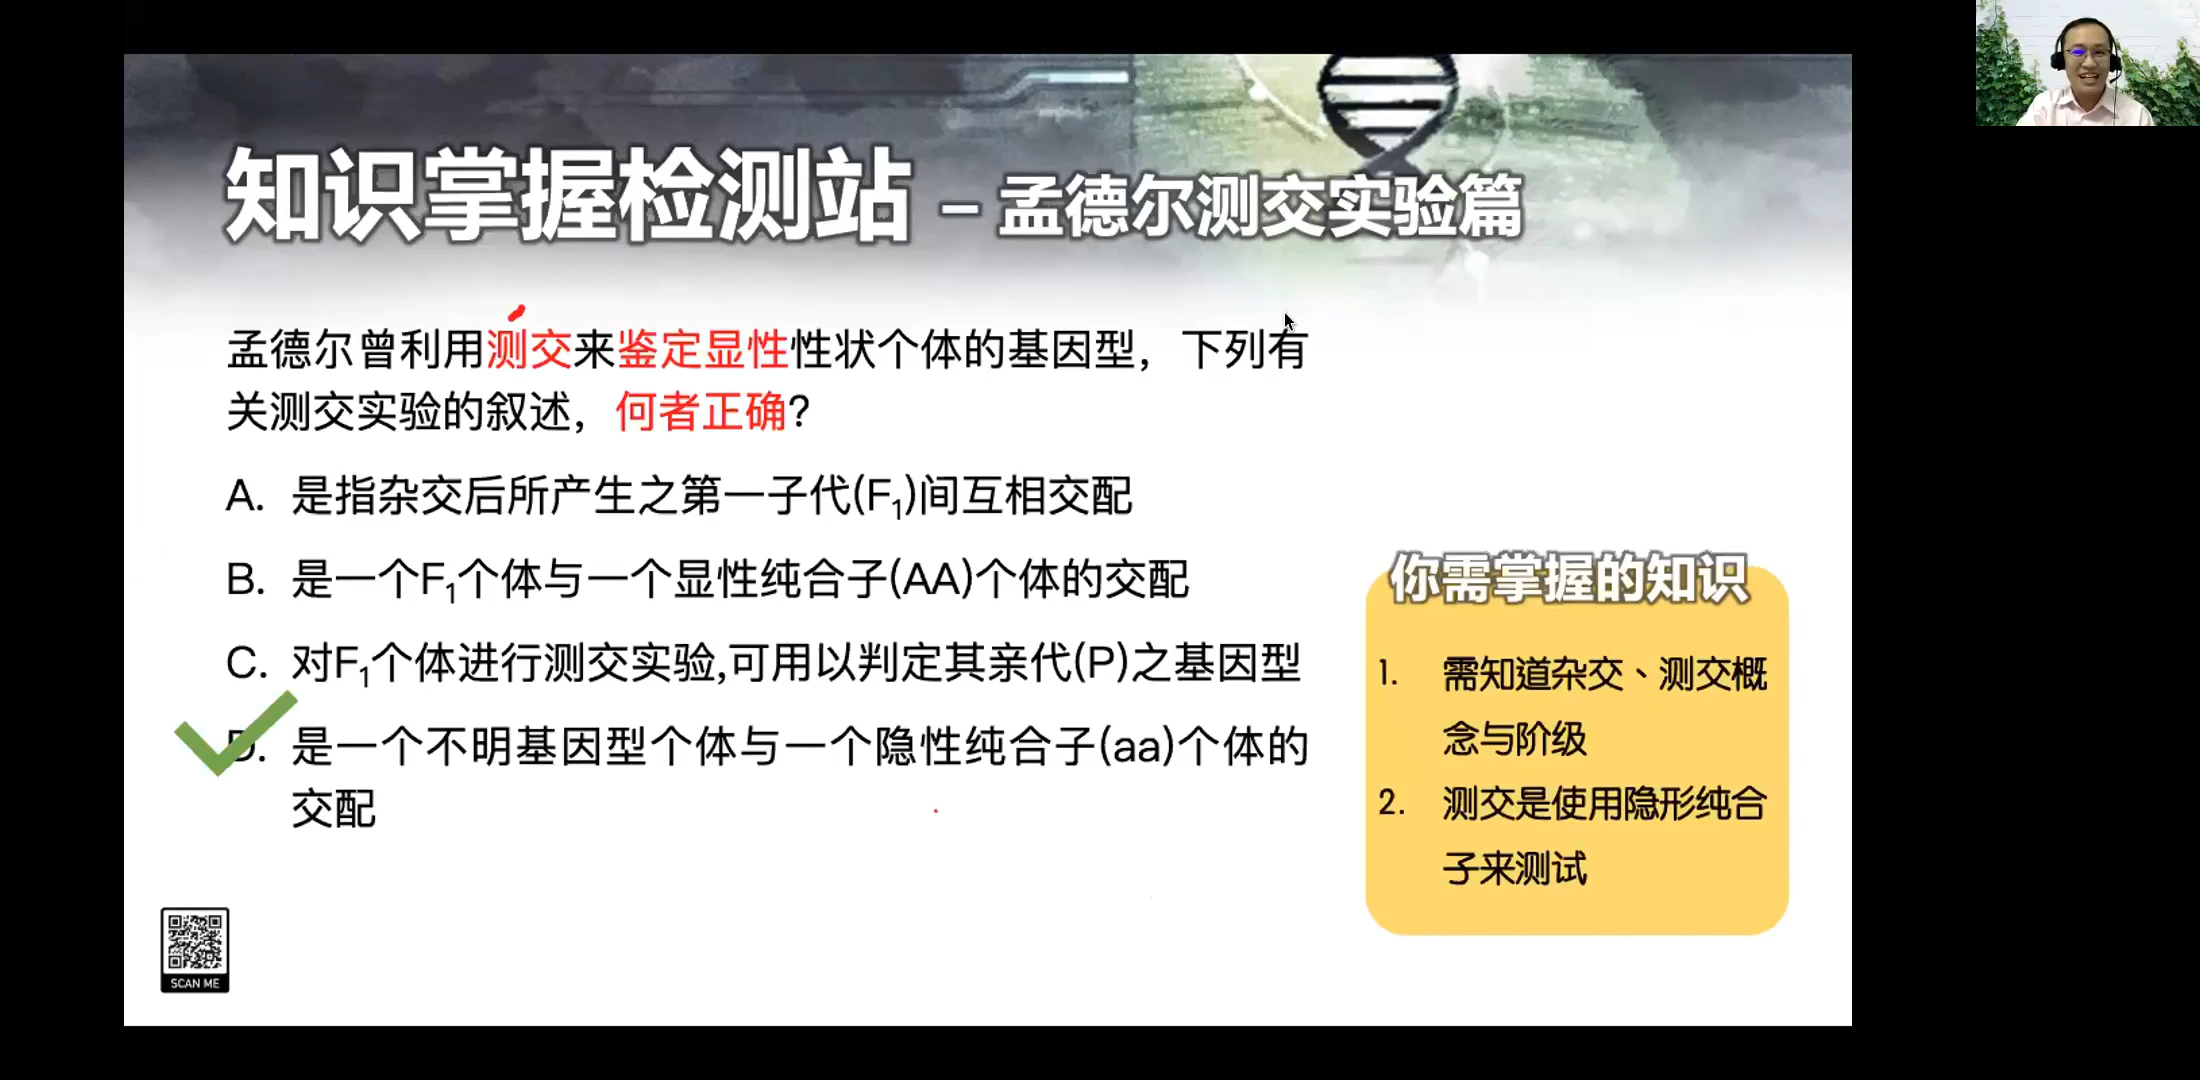 知识掌握检测站 – 孟德尔测交实验篇
孟德尔曾利用测交来鉴定显性性状个体的基因型，下列有
关测交实验的叙述，何者正确？
A. 是指杂交后所产生之第一子代(F₁)间互相交配
B. 是一个F₁个体与一个显性纯合子(AA)个体的交配
C. 对F₁个体进行测交实验,可用以判定其亲代(P)之基因型
D. 是一个不明基因型个体与一个隐性纯合子(aa)个体的
交配
你需掌握的知识
1. 需知道杂交、测交概
念与阶级
2. 测交是使用隐形纯合
子来测试
SCAN ME